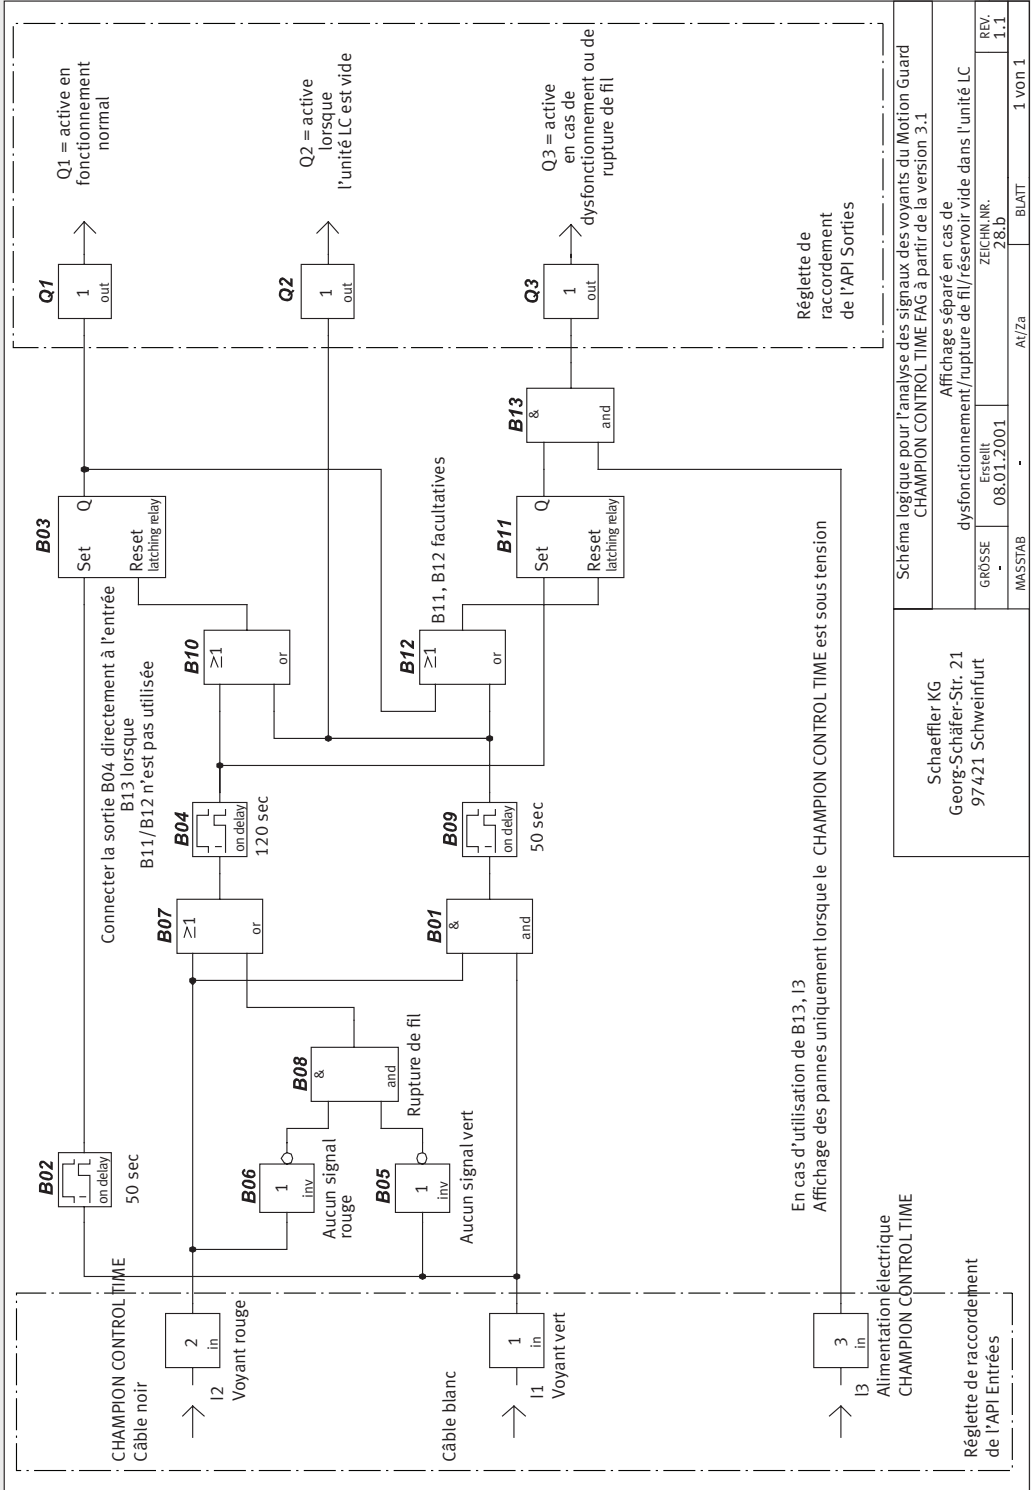 CHAMPION CONTROL TIME
Câble noir
2
in
I2
Voyant rouge
Câble blanc
1
in
I1
Voyant vert
3
in
I3
Alimentation électrique
CHAMPION CONTROL TIME
Réglette de raccordement
de l'API Entrées
B02
on delay
50 sec
B06
1
inv
Aucun signal
rouge
B05
1
inv
Aucun signal vert
B08
&
and
Rupture de fil
B07
≥1
or
B01
&
and
B04
on delay
120 sec
B09
on delay
50 sec
Connecter la sortie B04 directement à l'entrée
B13 lorsque
B11/B12 n'est pas utilisée
B10
≥1
or
B12
≥1
or
B11, B12 facultatives
B03
Set
Q
Reset
latching relay
B11
Set
Q
Reset
latching relay
B13
&
and
En cas d'utilisation de B13, I3
Affichage des pannes uniquement lorsque le CHAMPION CONTROL TIME est sous tension
Q1
1
out
Q1 = active en
fonctionnement
normal
Q2
1
out
Q2 = active
lorsque
l'unité LC est vide
Q3
1
out
Q3 = active
en cas de
dysfonctionnement ou de
rupture de fil
Réglette de
raccordement
de l'API Sorties
Schaeffler KG
Georg-Schäfer-Str. 21
97421 Schweinfurt
Schéma logique pour l'analyse des signaux des voyants du Motion Guard
CHAMPION CONTROL TIME FAG à partir de la version 3.1
Affichage séparé en cas de
dysfonctionnement/rupture de fil/réservoir vide dans l'unité LC
GRÖSSE
-
Erstellt
08.01.2001
ZEICHN.NR.
28.b
REV.
1.1
MASSTAB
-
At/Za
BLATT
1 von 1